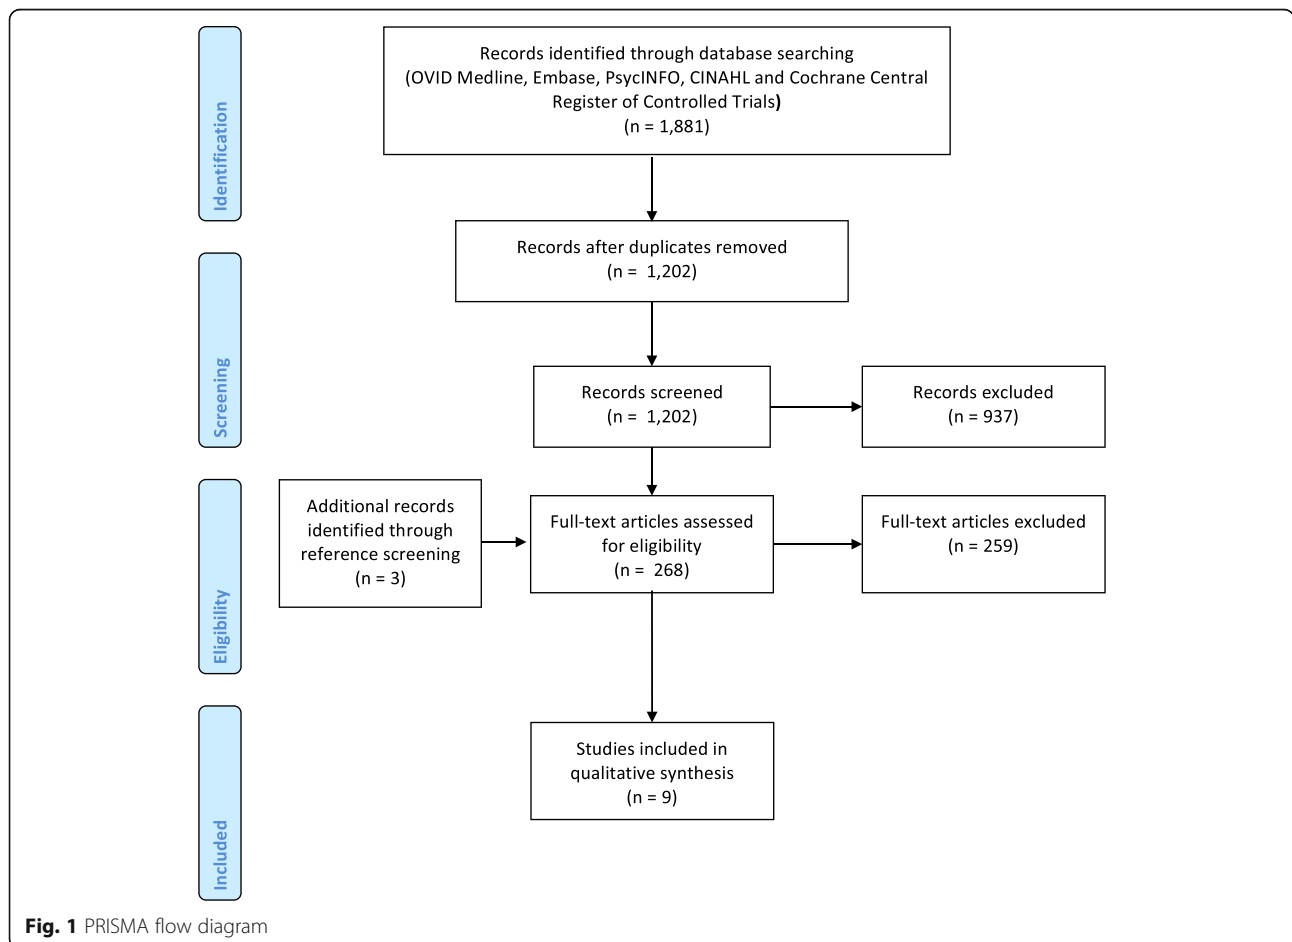 Identification
Records identified through database searching
(OVID Medline, Embase, PsycINFO, CINAHL and Cochrane Central
Register of Controlled Trials)
(n = 1,881)
Records after duplicates removed
(n = 1,202)
Screening
Records screened
(n = 1,202)
Records excluded
(n = 937)
Eligibility
Additional records
identified through
reference screening
(n = 3)
Full-text articles assessed
for eligibility
(n = 268)
Full-text articles excluded
(n = 259)
Included
Studies included in
qualitative synthesis
(n = 9)
Fig. 1 PRISMA flow diagram